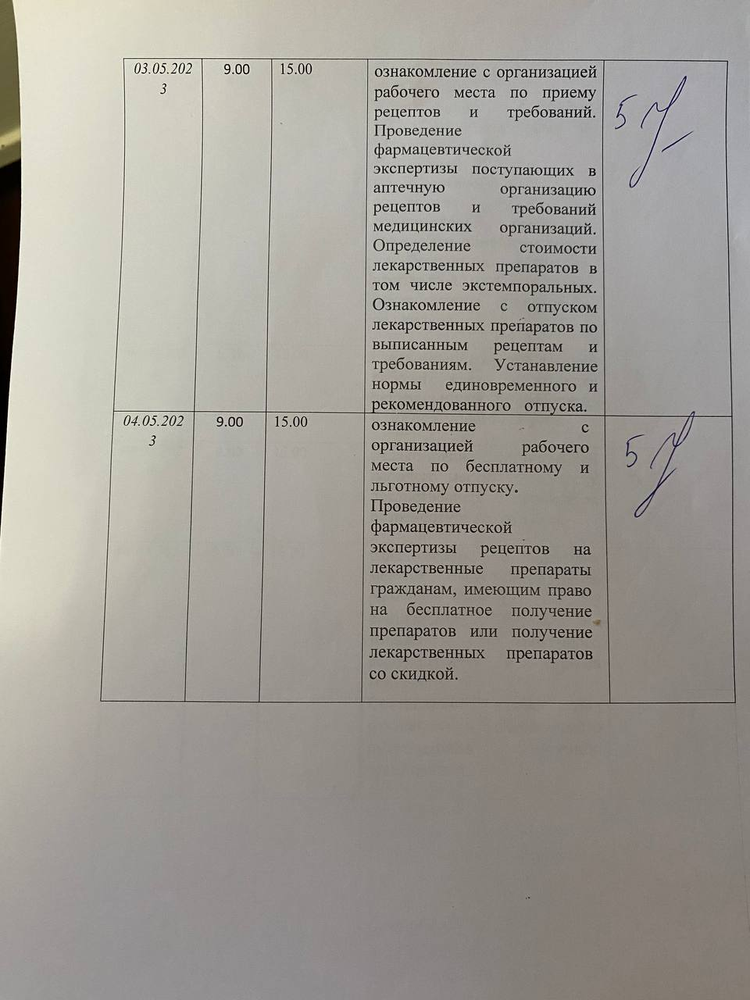 03.05.202
3
9.00
15.00
ознакомление с организацией
рабочего места по приему
рецептов и требований.
Проведение
фармацевтической
экспертизы поступающих в
аптечную организацию
рецептов и требований
медицинских организаций.
Определение стоимости
лекарственных препаратов в
том числе экстемпоральных.
Ознакомление с отпуском
лекарственных препаратов по
выписанным рецептам и
требованиям. Устанавление
нормы единовременного и
рекомендованного отпуска.
5
04.05.202
3
9.00
15.00
ознакомление с
организацией рабочего
места по бесплатному и
льготному отпуску.
Проведение
фармацевтической
экспертизы рецептов на
лекарственные препараты
гражданам, имеющим право
на бесплатное получение
препаратов или получение
лекарственных препаратов
со скидкой.
5